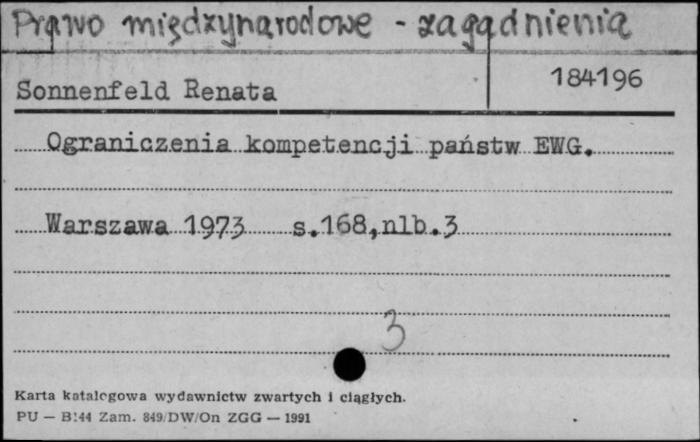 Prawo międzynarodowe - zagadnienia
184196
Sonnenfeld Renata
Ograniczenia kompetencji państw EWG.
Warszawa 1973 s.168,nlb.3
3
Karta katalogowa wydawnictw zwartych i ciągłych.
PU — B/44 Zam. 849/DW/On ZGG — 1991